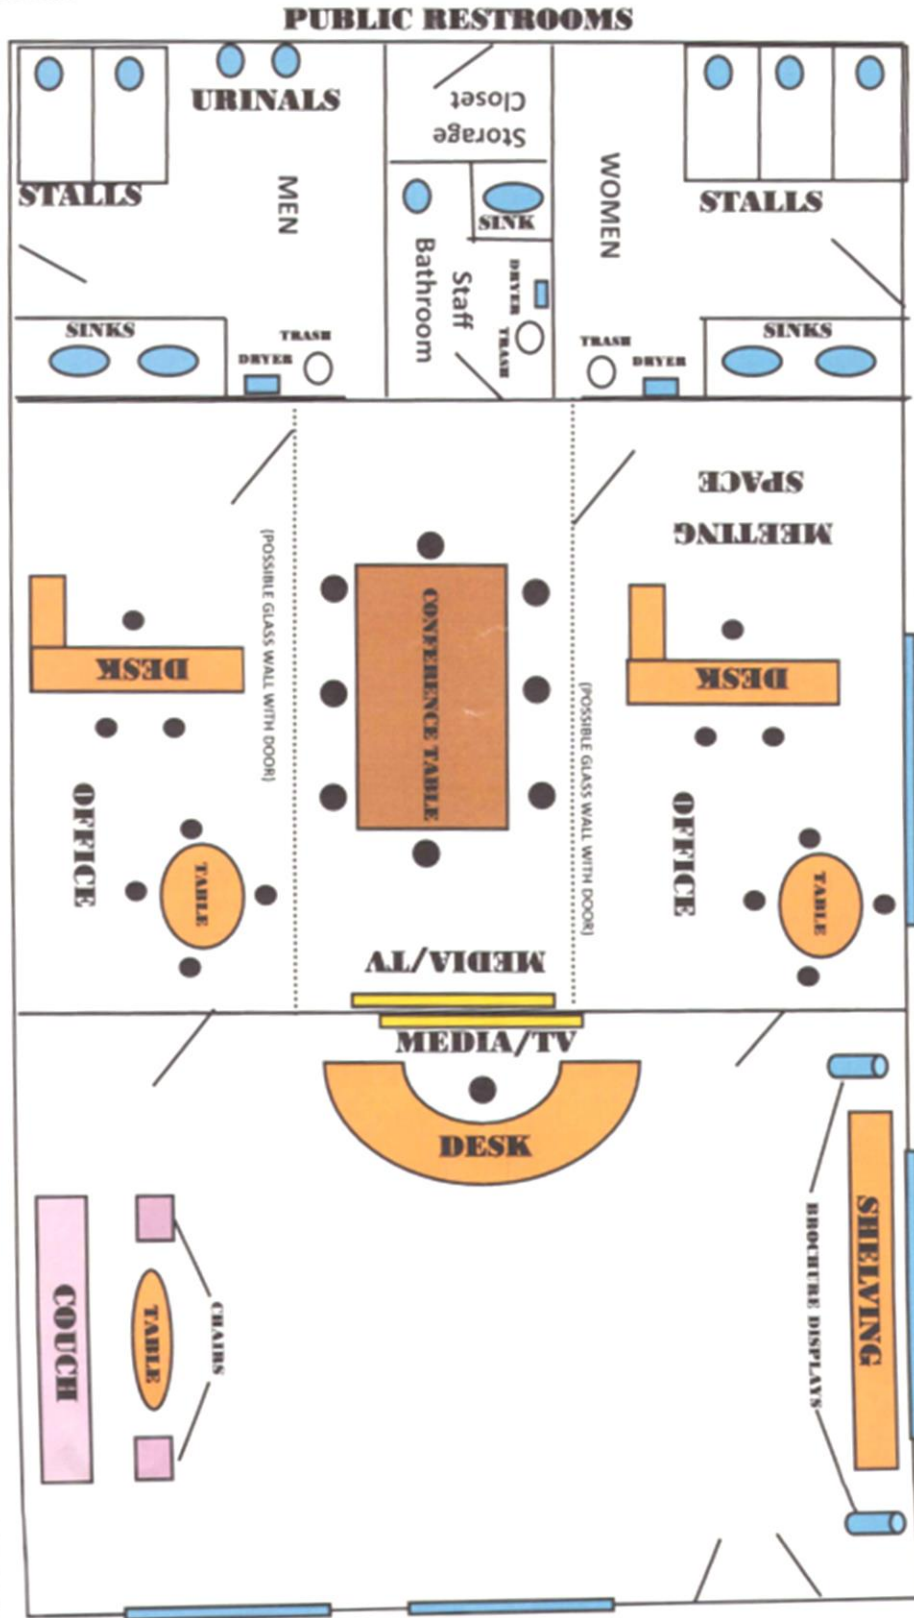 PUBLIC RESTROOMS
URINALS
Storage
Closet
STALLS
MEN
WOMEN
STALLS
SINK
Staff
Bathroom
DRYER
TRASH
SINKS
TRASH
DRYER
TRASH
DRYER
SINKS
MEETING
SPACE
(POSSIBLE GLASS WALL WITH DOOR)
CONFERENCE TABLE
(POSSIBLE GLASS WALL WITH DOOR)
DESK
DESK
OFFICE
OFFICE
TABLE
TABLE
MEDIA/TV
MEDIA/TV
DESK
COUCH
TABLE
CHAIRS
BROCHURE DISPLAYS
SHELVING